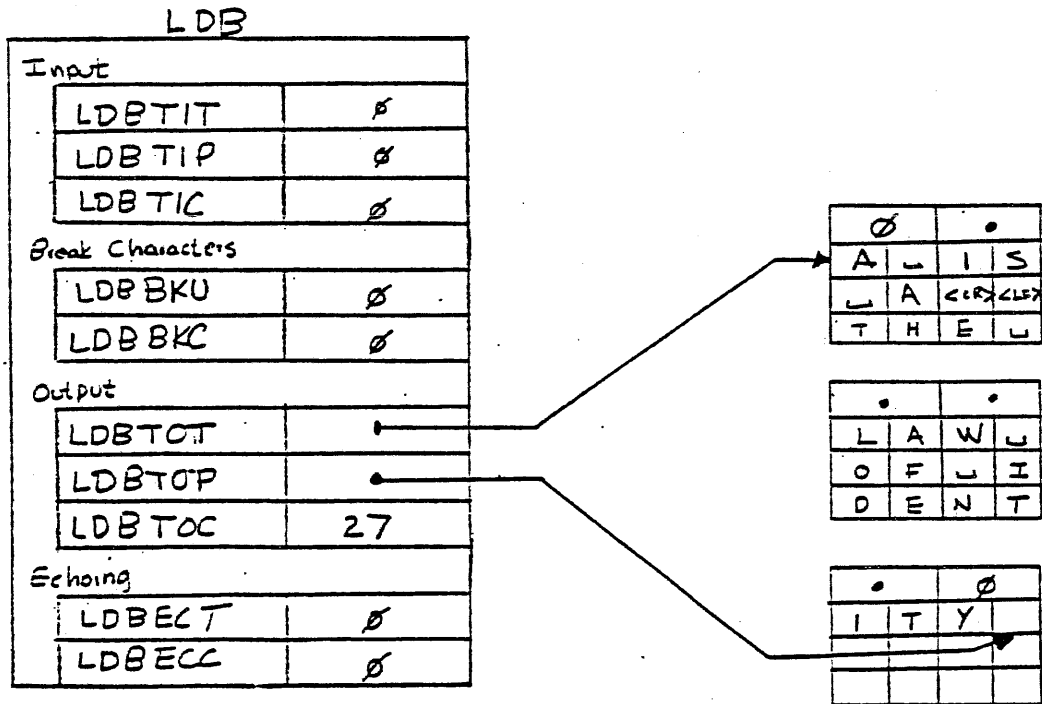 LDB
Input
LDBTIT Ø
LDBTIP Ø
LDBTIC Ø
Break Characters
LDBBKU Ø
LDBBKC Ø
Output
LDBTOT
LDBTOP
LDBTOC 27
Echoing
LDBECT Ø
LDBECC Ø
Ø
A ␣ I S
␣ A <CR> <LF>
T H E ␣
L A W ␣
O F ␣ I
D E N T
Ø
I T Y